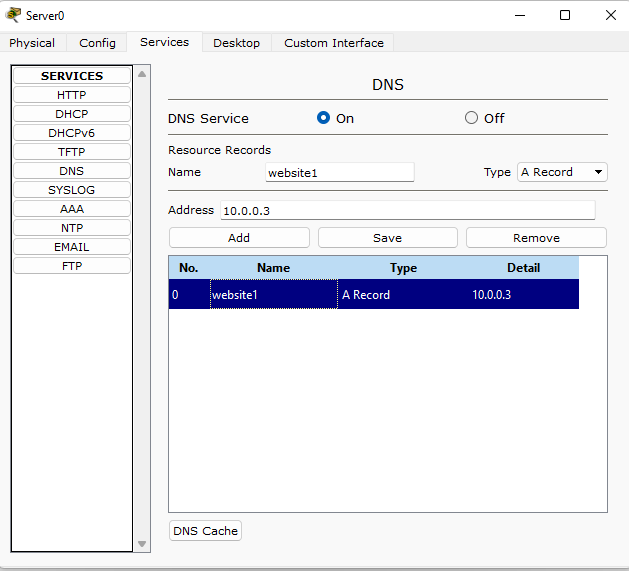 Server0
Physical Config Services Desktop Custom Interface
SERVICES
HTTP
DHCP
DHCPv6
TFTP
DNS
SYSLOG
AAA
NTP
EMAIL
FTP
DNS
DNS Service On Off
Resource Records
Name website1 Type A Record
Address 10.0.0.3
Add Save Remove
No. Name Type Detail
0 website1 A Record 10.0.0.3
DNS Cache